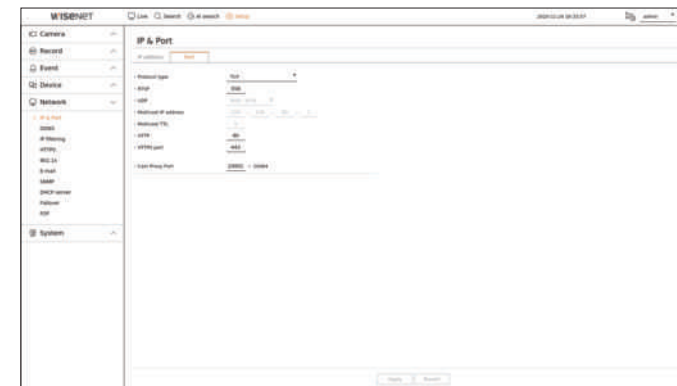 WISENET
Live Search AI search Setup
admin
Camera
Record
Event
Device
Network
IP & Port
DDNS
IP filtering
HTTPS
802.1x
E-mail
SNMP
DHCP server
Failover
P2P
System
IP & Port
IP address Port
Protocol type
RTSP
UDP
Multicast IP address
Multicast TTL
HTTP 80
HTTPS port 443
Cam Proxy Port
Apply Revert